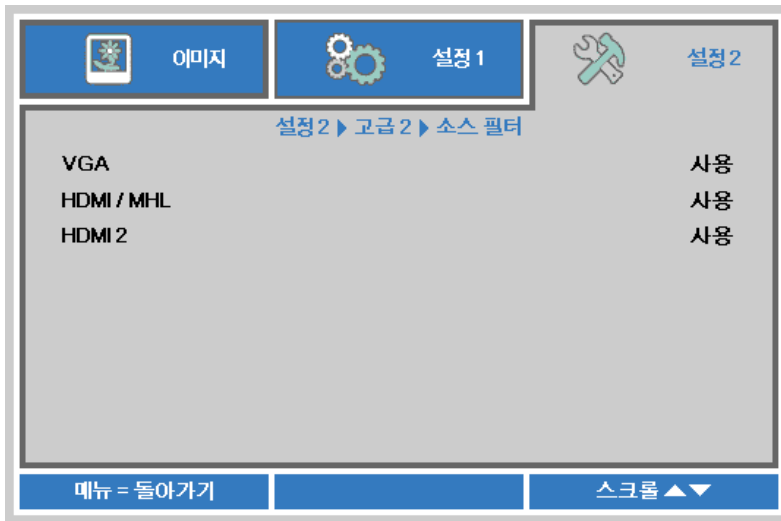 이미지 설정 1 설정 2
설정 2 ▶ 고급 2 ▶ 소스 필터
VGA 사용
HDMI / MHL 사용
HDMI 2 사용
메뉴 = 돌아가기 스크롤 ▲▼